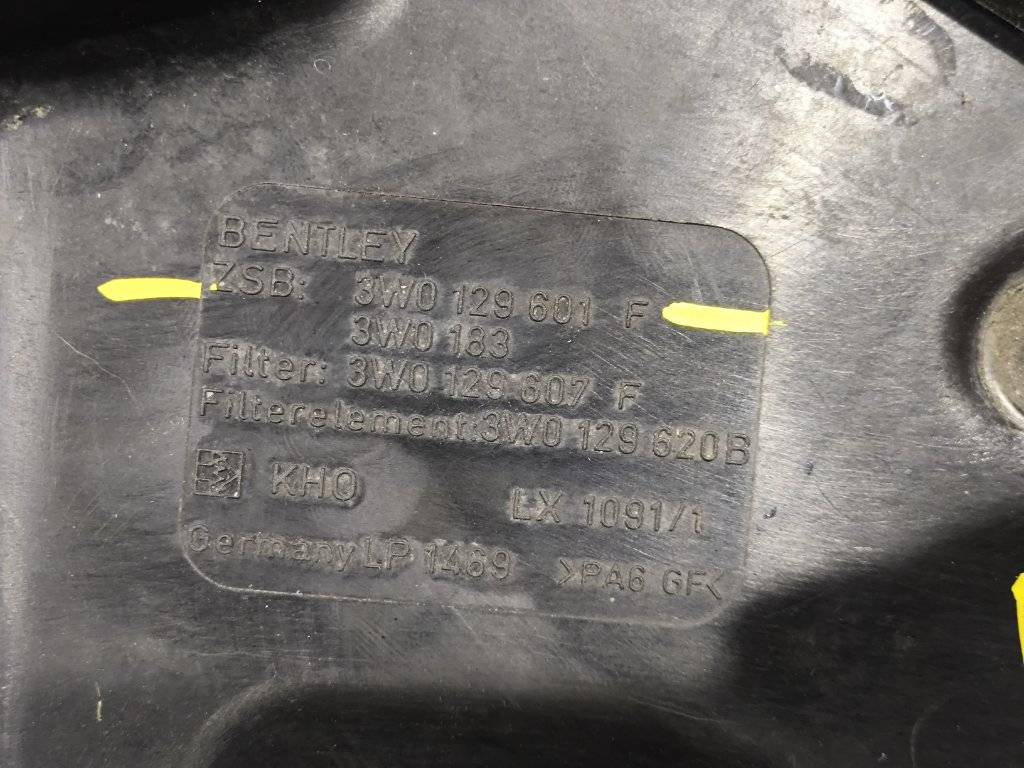 BENTLEY
ZSB: 3W0 129 601 F
3W0 183
Filter: 3W0 129 607 F
Filterelement:3W0 129 620B
KHO LX 1091/1
Germany LP 1469 >PA6 GF<